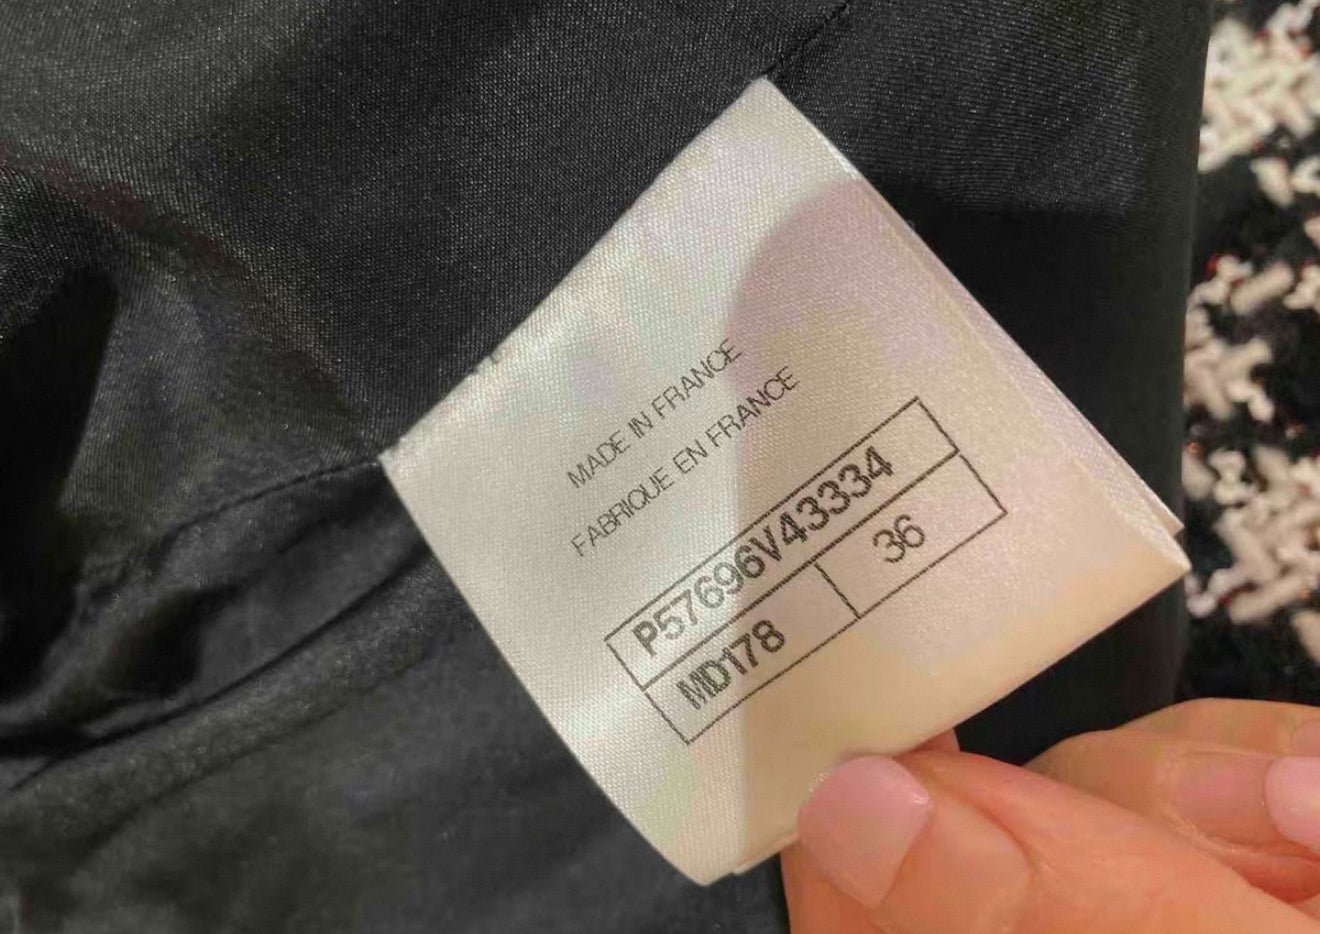 MADE IN FRANCE
FABRIQUE EN FRANCE
P57696V43334
MD178 36